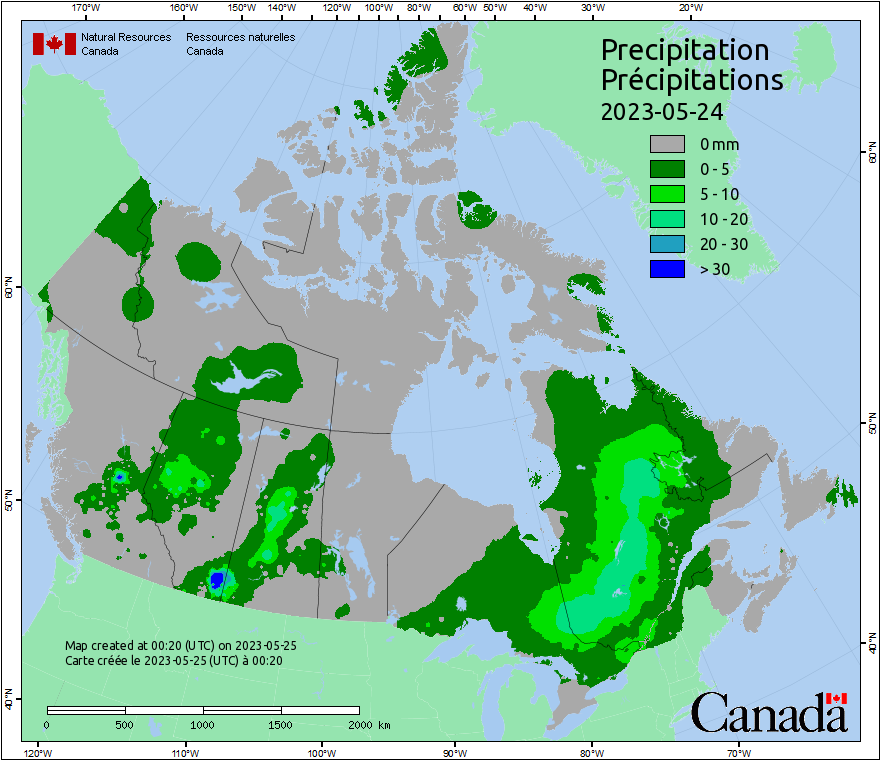 170°W 160°W 150°W 140°W 120°W 100°W 80°W 60°W 50°W 40°W 30°W 20°W
Natural Resources Ressources naturelles
Canada Canada
Precipitation
Précipitations
2023-05-24
0 mm
0 - 5
5 - 10
10 - 20
20 - 30
> 30
60°N 60°N
50°N 50°N
40°N 40°N
Map created at 00:20 (UTC) on 2023-05-25
Carte créée le 2023-05-25 (UTC) à 00:20
0 500 1000 1500 2000 km
Canada
120°W 110°W 100°W 90°W 80°W 70°W